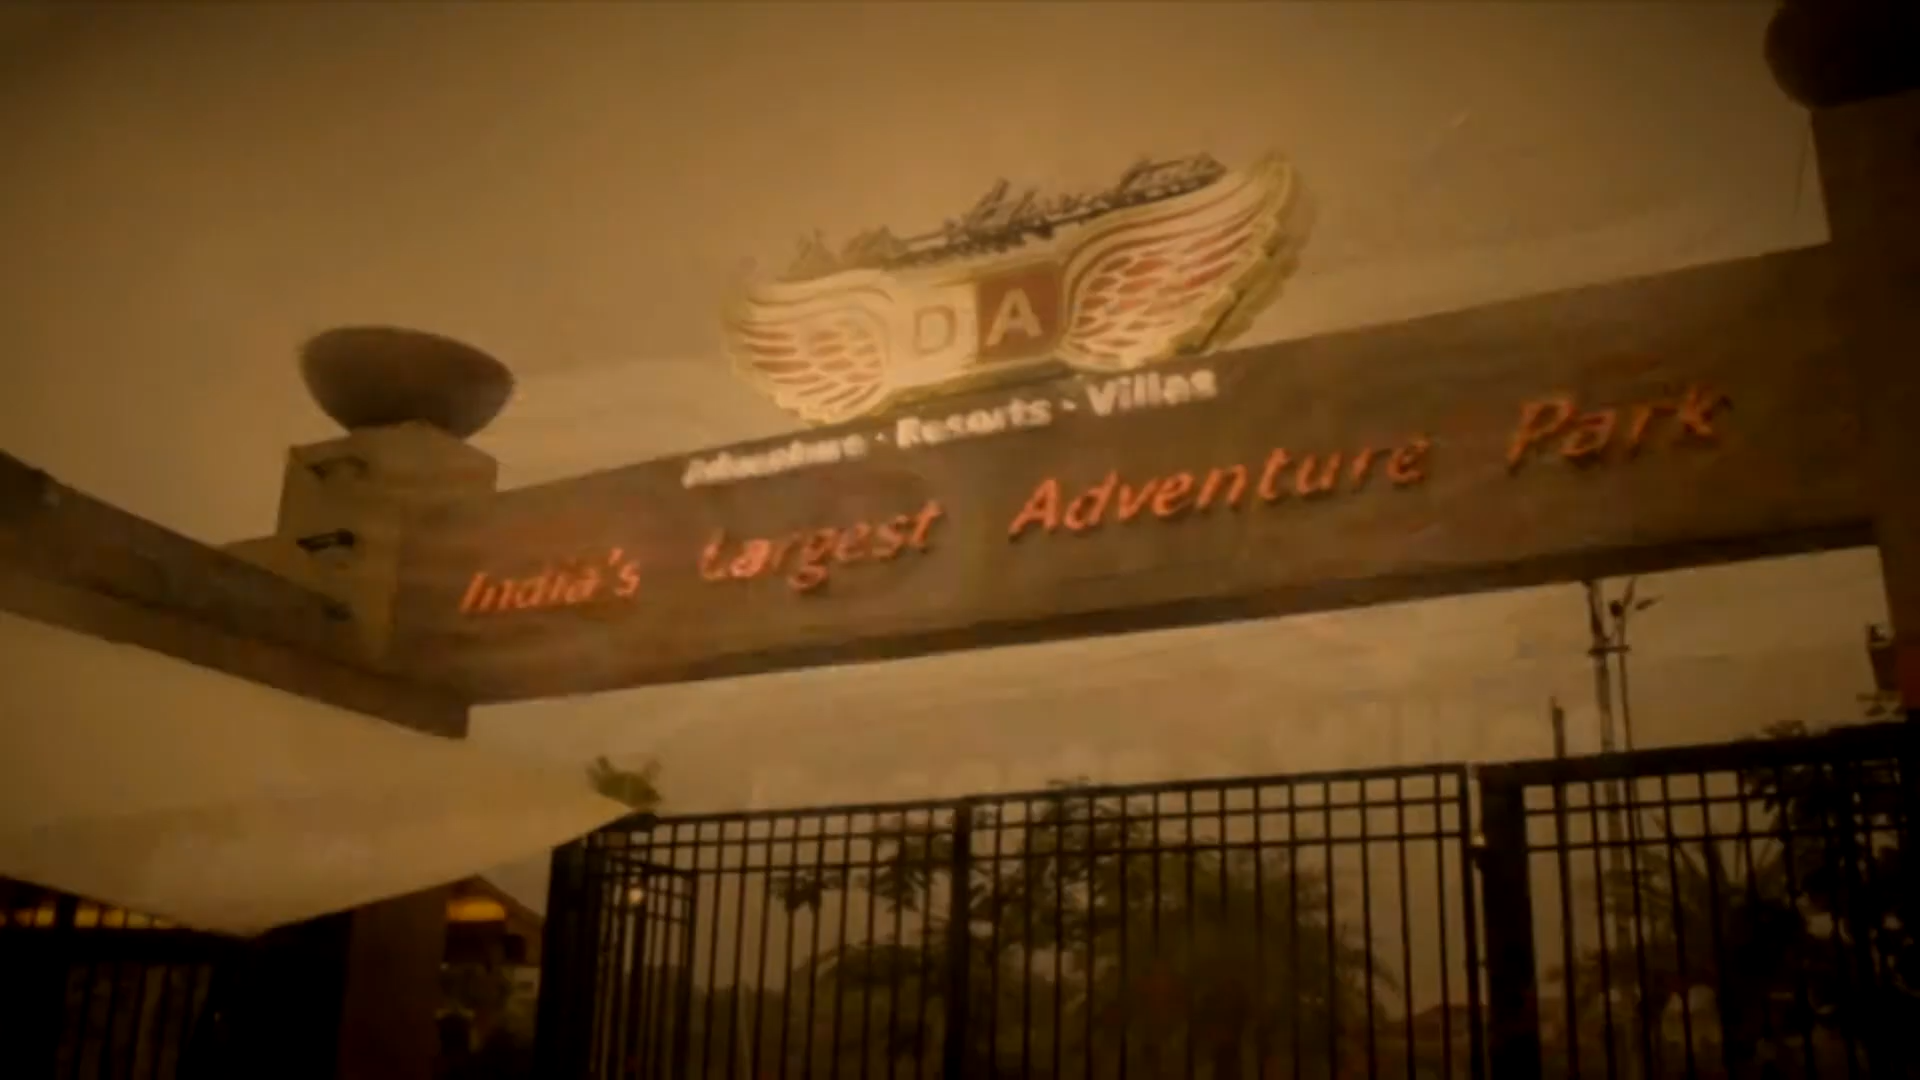 DA
Adventure · Resorts · Villas
India's Largest Adventure Park